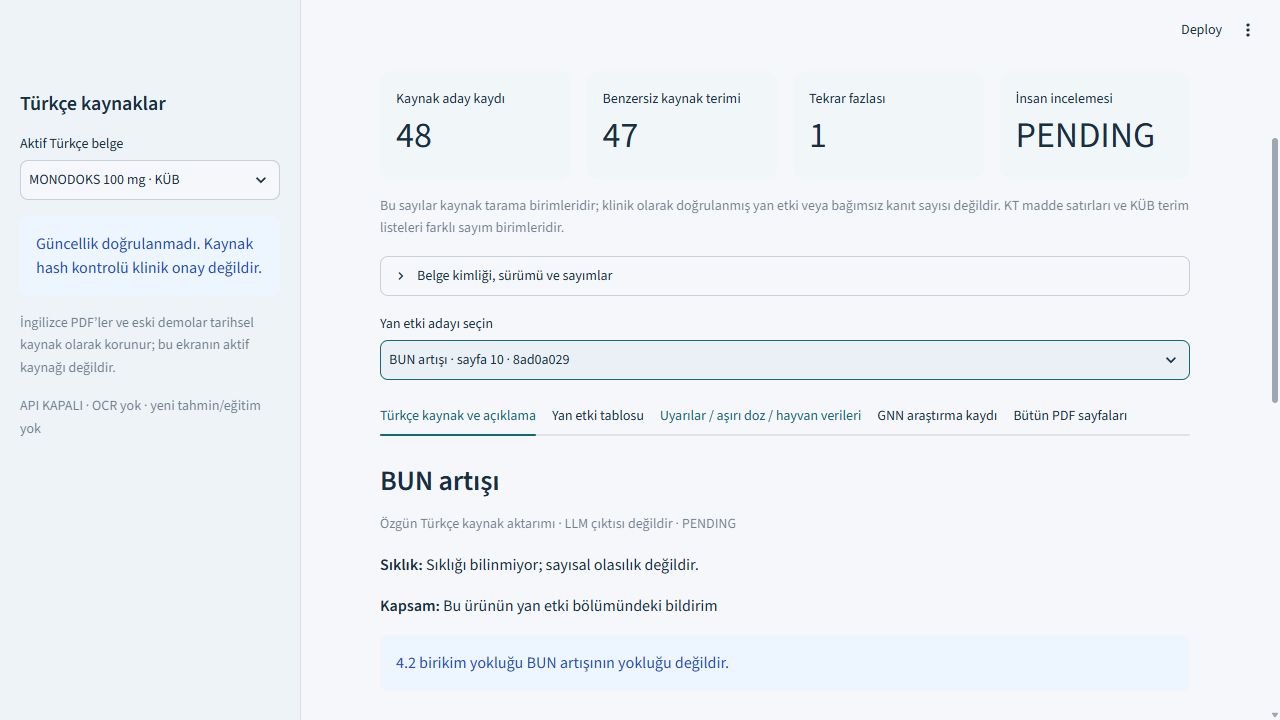 Deploy
Türkçe kaynaklar
Aktif Türkçe belge
MONODOKS 100 mg · KÜB
Güncellik doğrulanmadı. Kaynak
hash kontrolü klinik onay değildir.
İngilizce PDF'ler ve eski demolar tarihsel
kaynak olarak korunur; bu ekranın aktif
kaynağı değildir.
API KAPALI · OCR yok · yeni tahmin/eğitim
yok
Kaynak aday kaydı
48
Benzersiz kaynak terimi
47
Tekrar fazlası
1
İnsan incelemesi
PENDING
Bu sayılar kaynak tarama birimleridir; klinik olarak doğrulanmış yan etki veya bağımsız kanıt sayısı değildir. KT madde satırları ve KÜB terim
listeleri farklı sayım birimleridir.
Belge kimliği, sürümü ve sayımlar
Yan etki adayı seçin
BUN artışı · sayfa 10 · 8ad0a029
Türkçe kaynak ve açıklama
Yan etki tablosu
Uyarılar / aşırı doz / hayvan verileri
GNN araştırma kaydı
Bütün PDF sayfaları
BUN artışı
Özgün Türkçe kaynak aktarımı · LLM çıktısı değildir · PENDING
Sıklık: Sıklığı bilinmiyor; sayısal olasılık değildir.
Kapsam: Bu ürünün yan etki bölümündeki bildirim
4.2 birikim yokluğu BUN artışının yokluğu değildir.